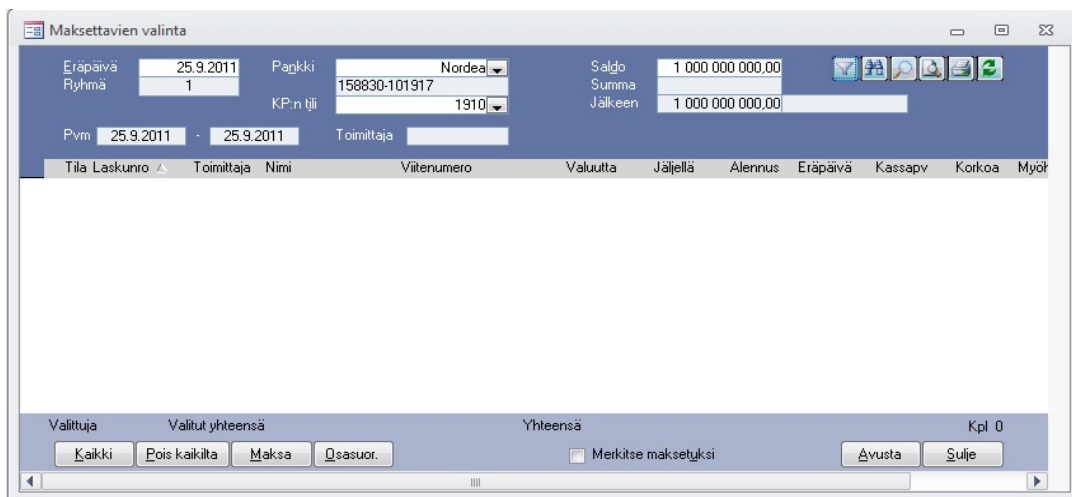 Maksettavien valinta
Eräpäivä 25.9.2011 Pankki Nordea Saldo 1 000 000 000,00
Ryhmä 1 158830-101917 Summa
KP:n tili 1910 Jälkeen 1 000 000 000,00
Pvm 25.9.2011 - 25.9.2011 Toimittaja
Tila Laskunro Toimittaja Nimi Viitenumero Valuutta Jäljellä Alennus Eräpäivä Kassapv Korkoa Myöh
Valittuja Valitut yhteensä Yhteensä Kpl 0
Kaikki Pois kaikilta Maksa Osasuor. Merkitse maksetuksi Avusta Sulje